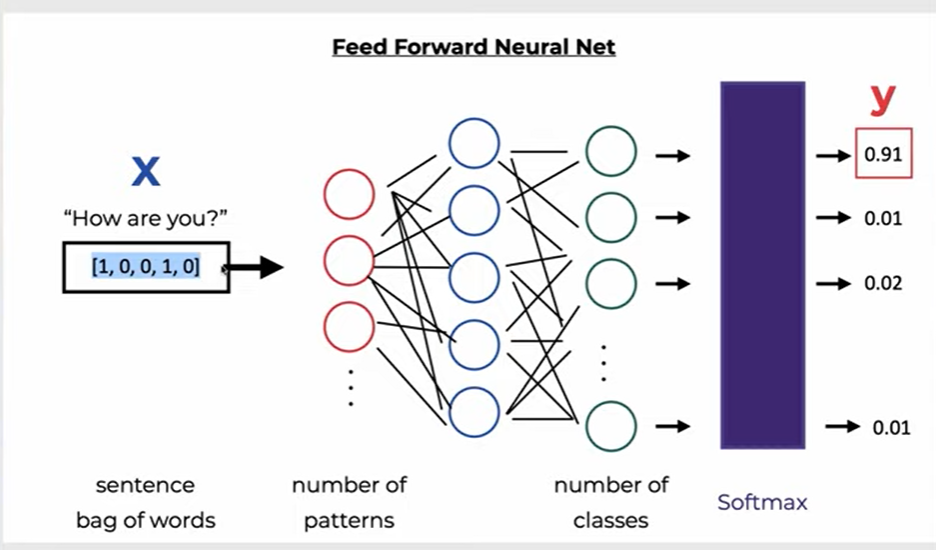 Feed Forward Neural Net
X
y
“How are you?”
[1, 0, 0, 1, 0]
0.91
0.01
0.02
0.01
sentence
bag of words
number of
patterns
number of
classes
Softmax